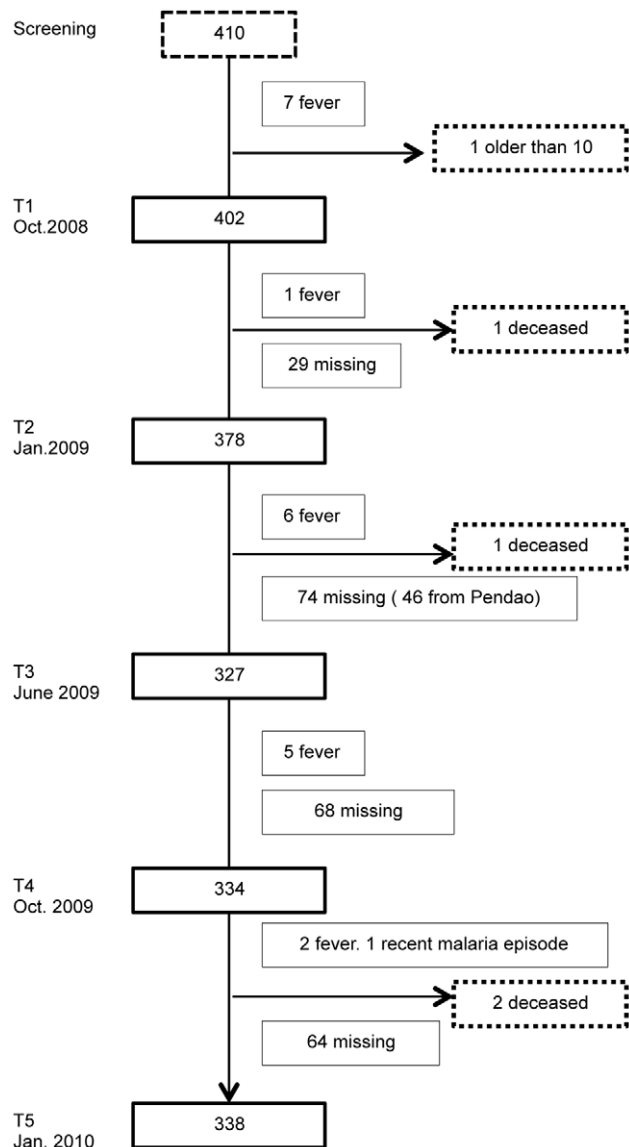 Screening
410
7 fever
1 older than 10
T1
Oct.2008
402
1 fever
1 deceased
29 missing
T2
Jan.2009
378
6 fever
1 deceased
74 missing ( 46 from Pendao)
T3
June 2009
327
5 fever
68 missing
T4
Oct. 2009
334
2 fever. 1 recent malaria episode
2 deceased
64 missing
T5
Jan. 2010
338